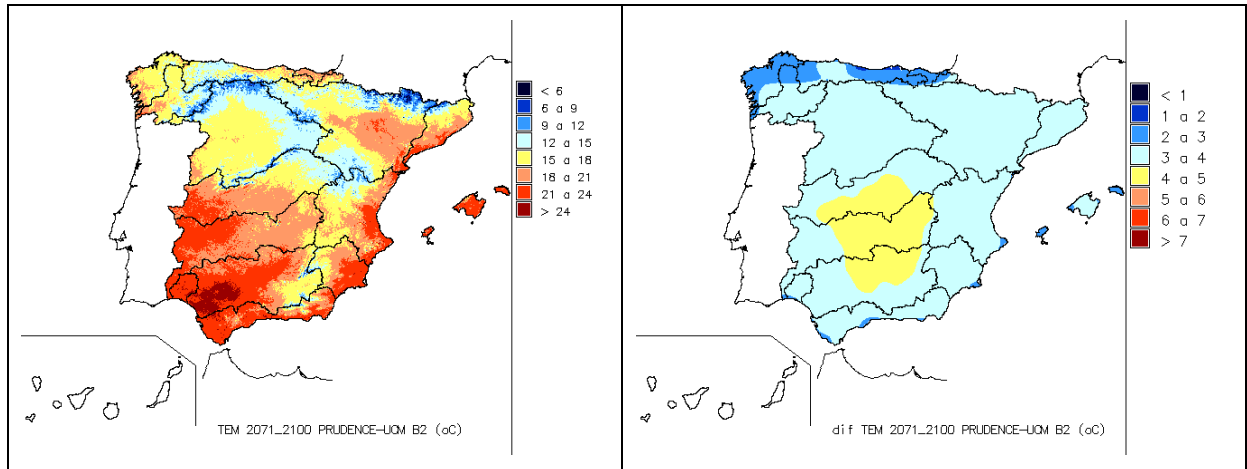 < 6
6 a 9
9 a 12
12 a 15
15 a 18
18 a 21
21 a 24
> 24
TEM 2071_2100 PRUDENCE-UCM B2 (oC)
< 1
1 a 2
2 a 3
3 a 4
4 a 5
5 a 6
6 a 7
> 7
dif TEM 2071_2100 PRUDENCE-UCM B2 (oC)